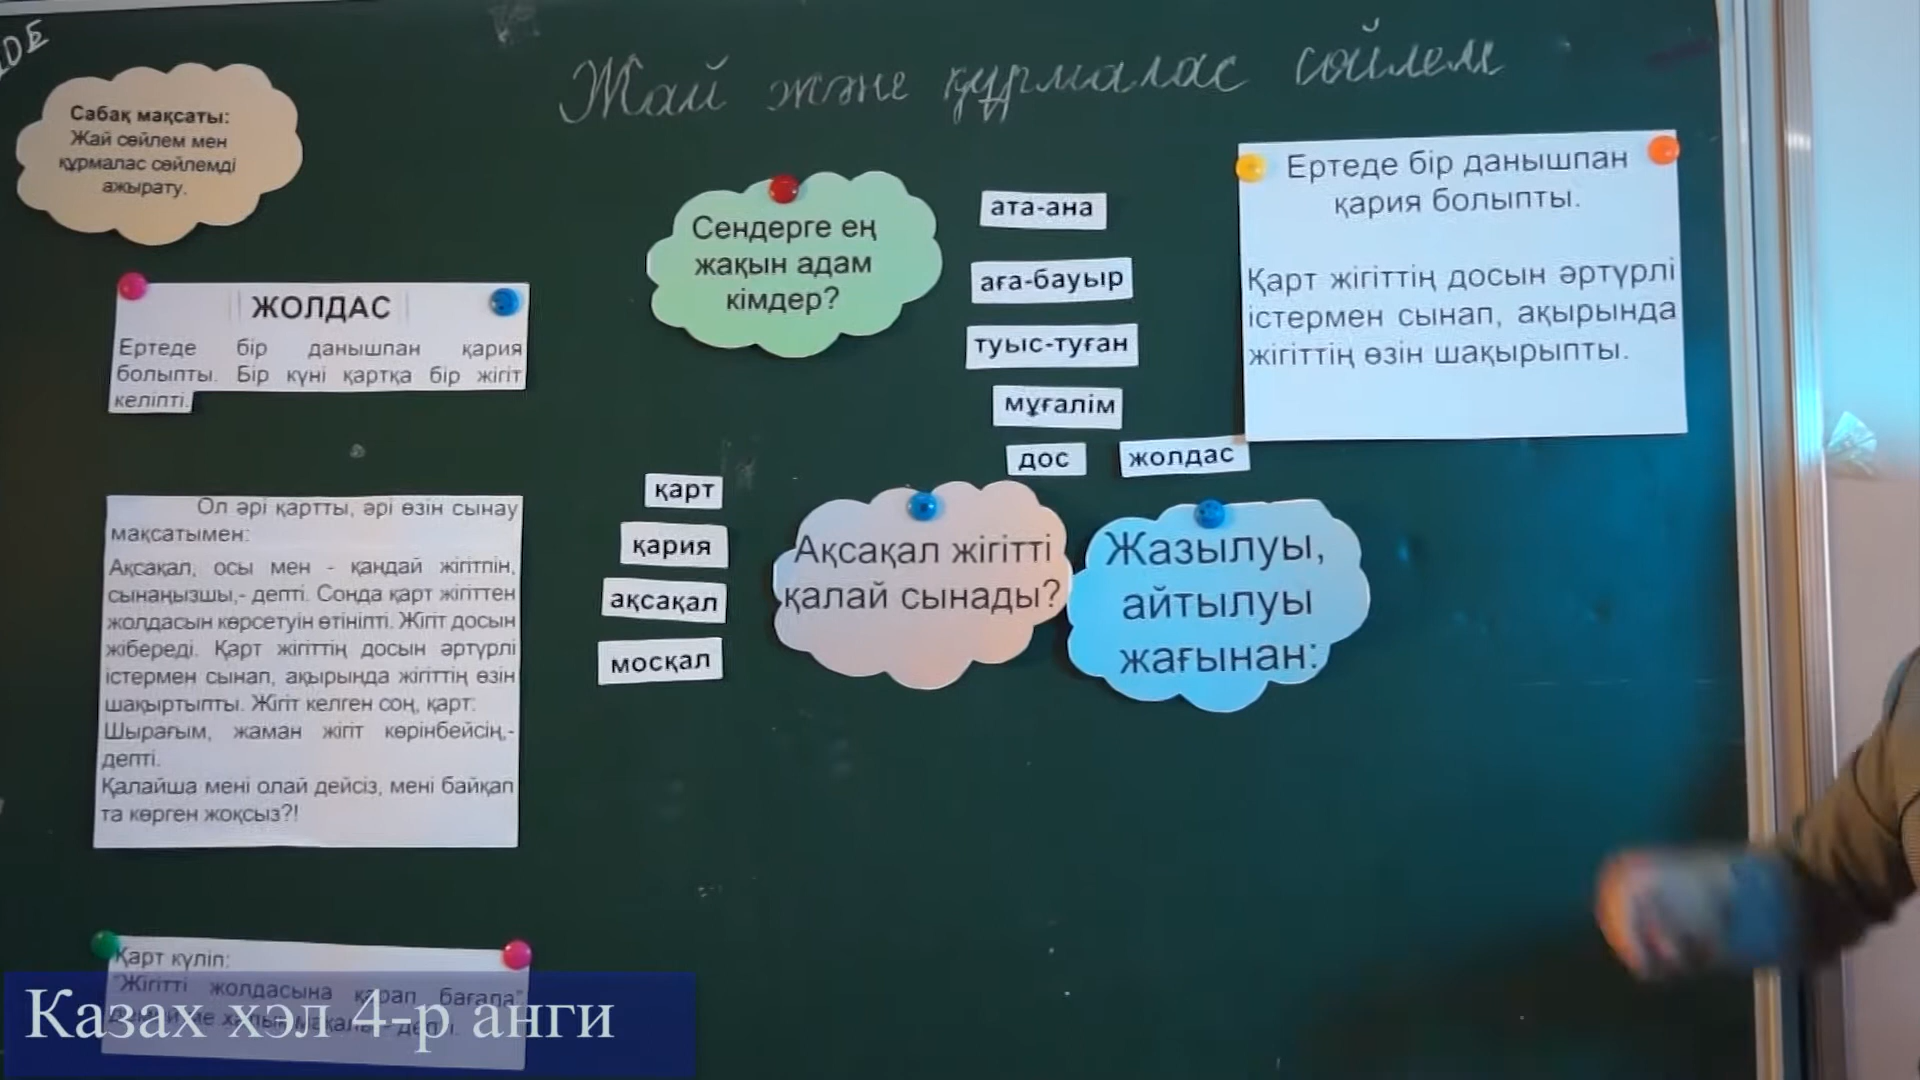 Жай және құрмалас сөйлем
Сабақ мақсаты:
Жай сөйлем мен
құрмалас сөйлемді
ажырату.
ЖОЛДАС
Ертеде бір данышпан қария
болыпты. Бір күні қартқа бір жігіт
келіпті.
Ол әрі қартты, әрі өзін сынау
мақсатымен:
Ақсақал, осы мен - қандай жігітпін,
сынаңызшы,- депті. Сонда қарт жігіттен
жолдасын көрсетуін өтініпті. Жігіт досын
жібереді. Қарт жігіттің досын әртүрлі
істермен сынап, ақырында жігіттің өзін
шақыртыпты. Жігіт келген соң, қарт:
Шырағым, жаман жігіт көрінбейсің,-
депті.
Қалайша мені олай дейсіз, мені байқап
та көрген жоқсыз?!
Қарт күліп:
"Жігітті жолдасына қарап бағала"
Сендерге ең
жақын адам
кімдер?
ата-ана
аға-бауыр
туыс-туған
мұғалім
дос
жолдас
қарт
қария
ақсақал
мосқал
Ақсақал жігітті
қалай сынады?
Жазылуы,
айтылуы
жағынан:
Ертеде бір данышпан
қария болыпты.
Қарт жігіттің досын әртүрлі
істермен сынап, ақырында
жігіттің өзін шақырыпты.
Казах хэл 4-р анги